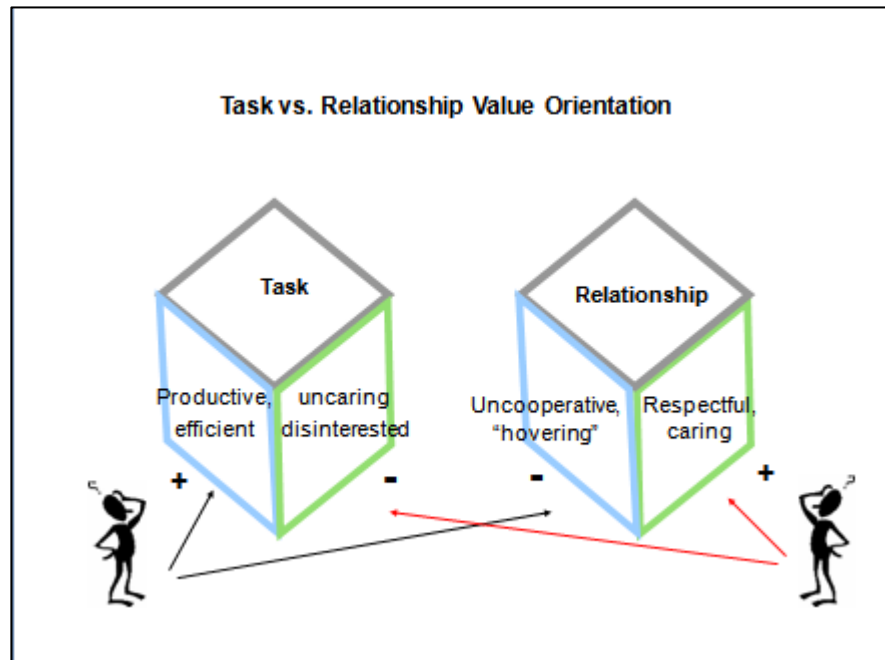 Task vs. Relationship Value Orientation
Task
Relationship
Productive,
efficient
uncaring
disinterested
Uncooperative,
“hovering”
Respectful,
caring
+
-
-
+
?
?